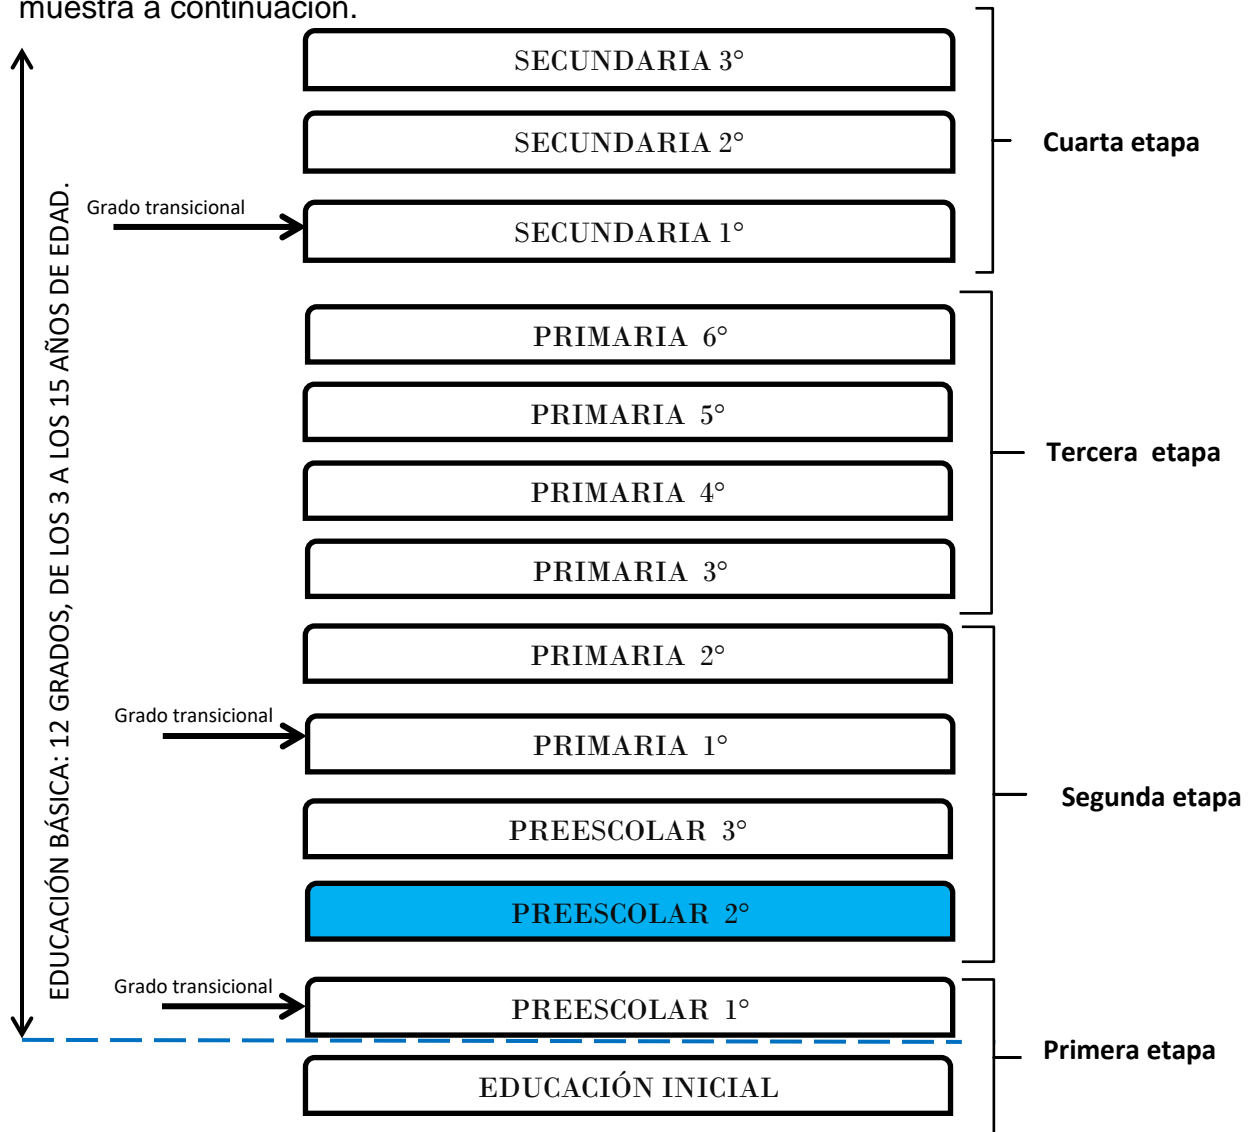 muestra a continuación.
SECUNDARIA 3°
SECUNDARIA 2°
Cuarta etapa
Grado transicional
SECUNDARIA 1°
PRIMARIA 6°
PRIMARIA 5°
Tercera etapa
PRIMARIA 4°
PRIMARIA 3°
PRIMARIA 2°
Grado transicional
PRIMARIA 1°
Segunda etapa
PREESCOLAR 3°
PREESCOLAR 2°
Grado transicional
PREESCOLAR 1°
Primera etapa
EDUCACIÓN INICIAL
EDUCACIÓN BÁSICA: 12 GRADOS, DE LOS 3 A LOS 15 AÑOS DE EDAD.